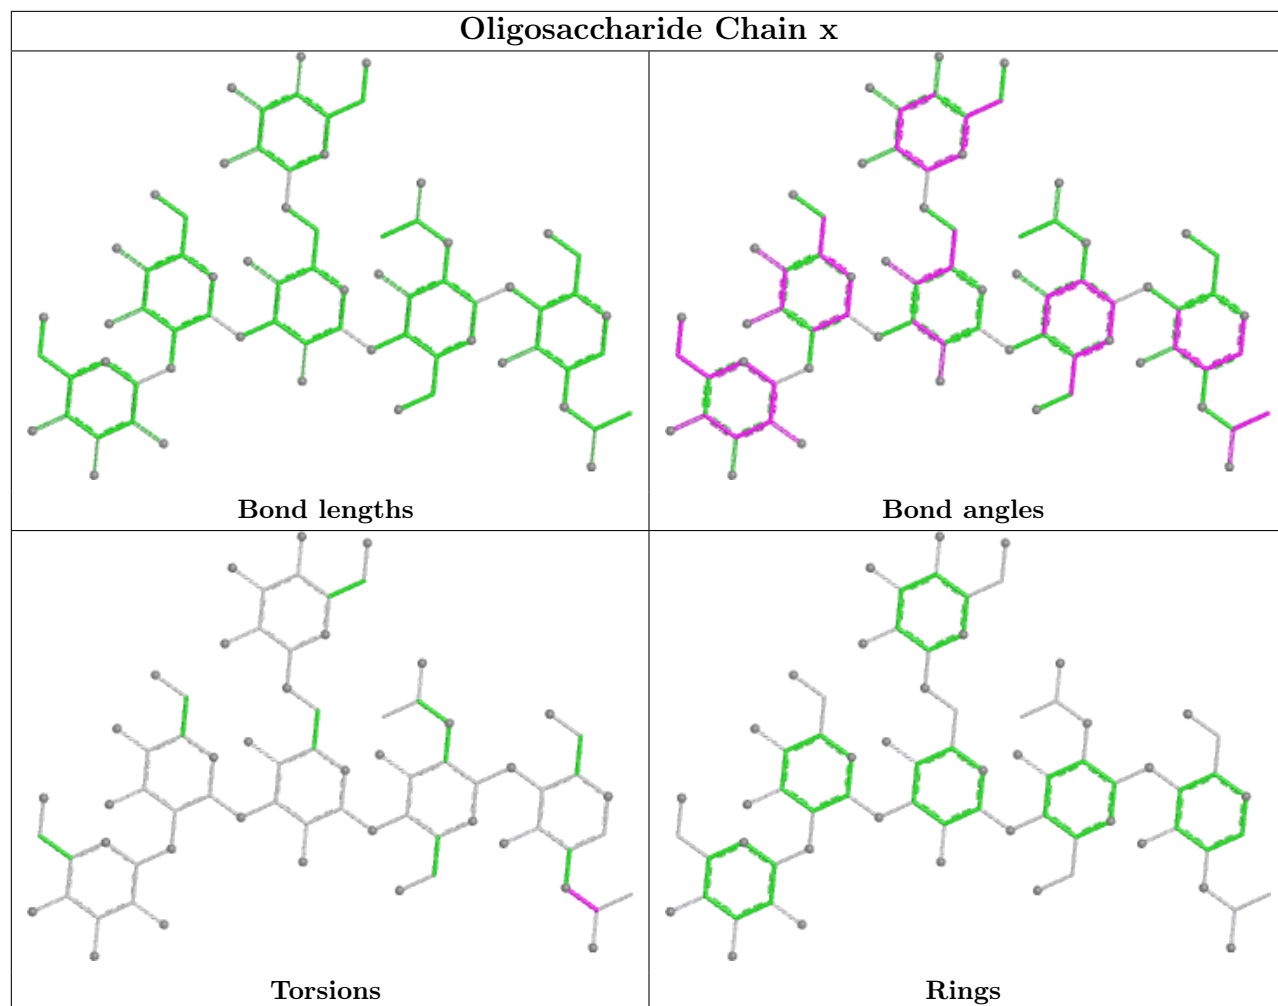 Oligosaccharide Chain x
Bond lengths
Bond angles
Torsions
Rings